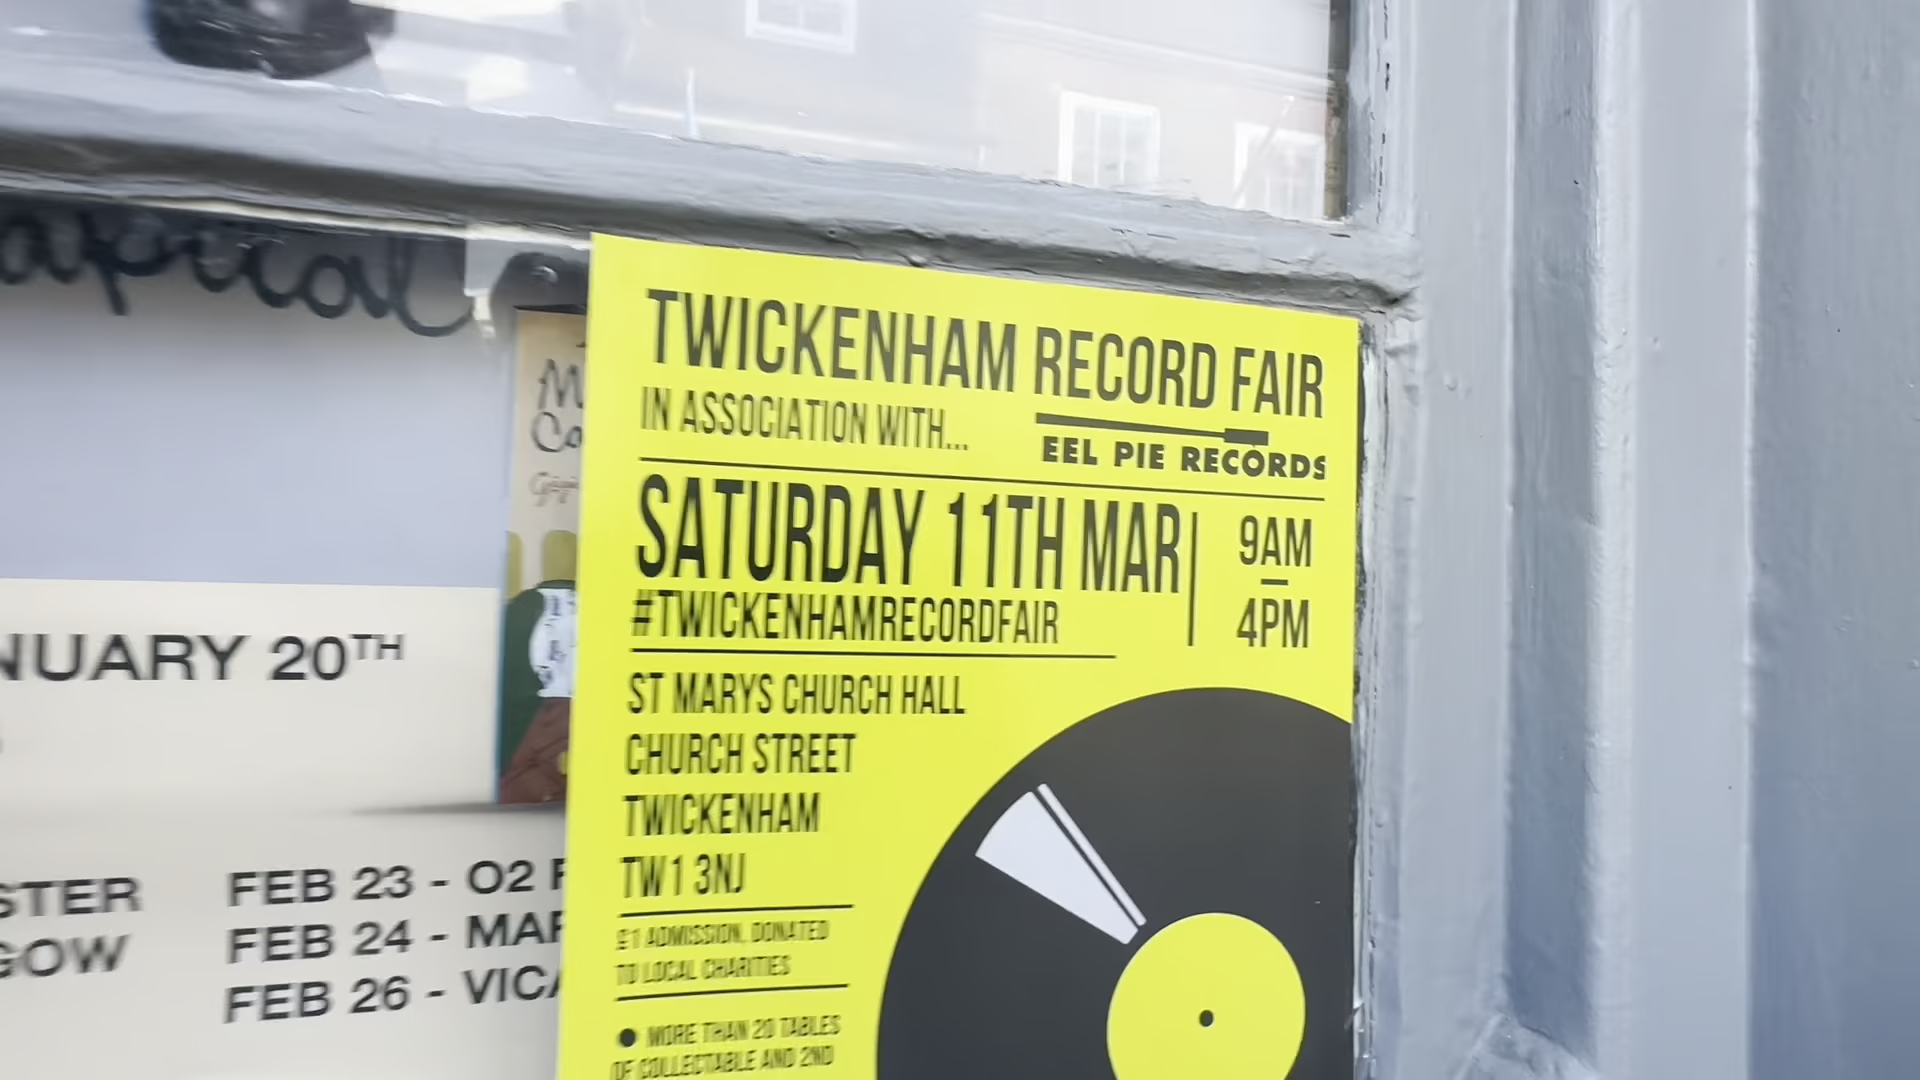 TWICKENHAM RECORD FAIR
IN ASSOCIATION WITH...
EEL PIE RECORDS
SATURDAY 11TH MAR
9AM
–
4PM
#TWICKENHAMRECORDFAIR
ST MARYS CHURCH HALL
CHURCH STREET
TWICKENHAM
TW1 3NJ
£1 ADMISSION, DONATED
TO LOCAL CHARITIES
● MORE THAN 20 TABLES
OF COLLECTABLE AND 2ND
NUARY 20TH
STER
GOW
FEB 23 - O2
FEB 24 - MAR
FEB 26 - VICA
apital